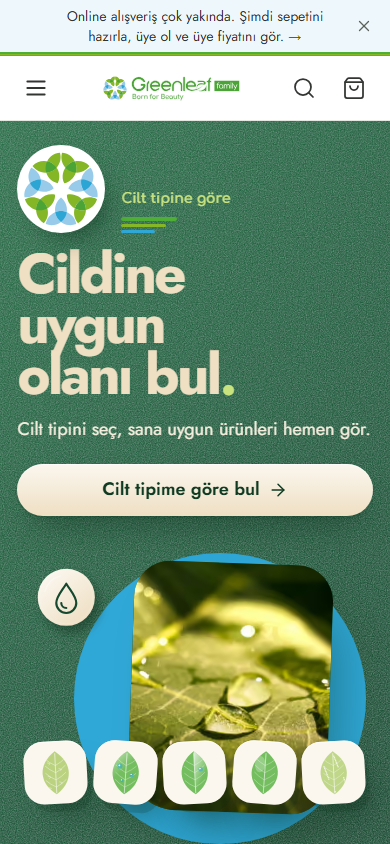 Online alışveriş çok yakında. Şimdi sepetini
hazırla, üye ol ve üye fiyatını gör. →
Greenleaf family
Born for Beauty
Cilt tipine göre
Cildine
uygun
olanı bul.
Cilt tipini seç, sana uygun ürünleri hemen gör.
Cilt tipime göre bul →